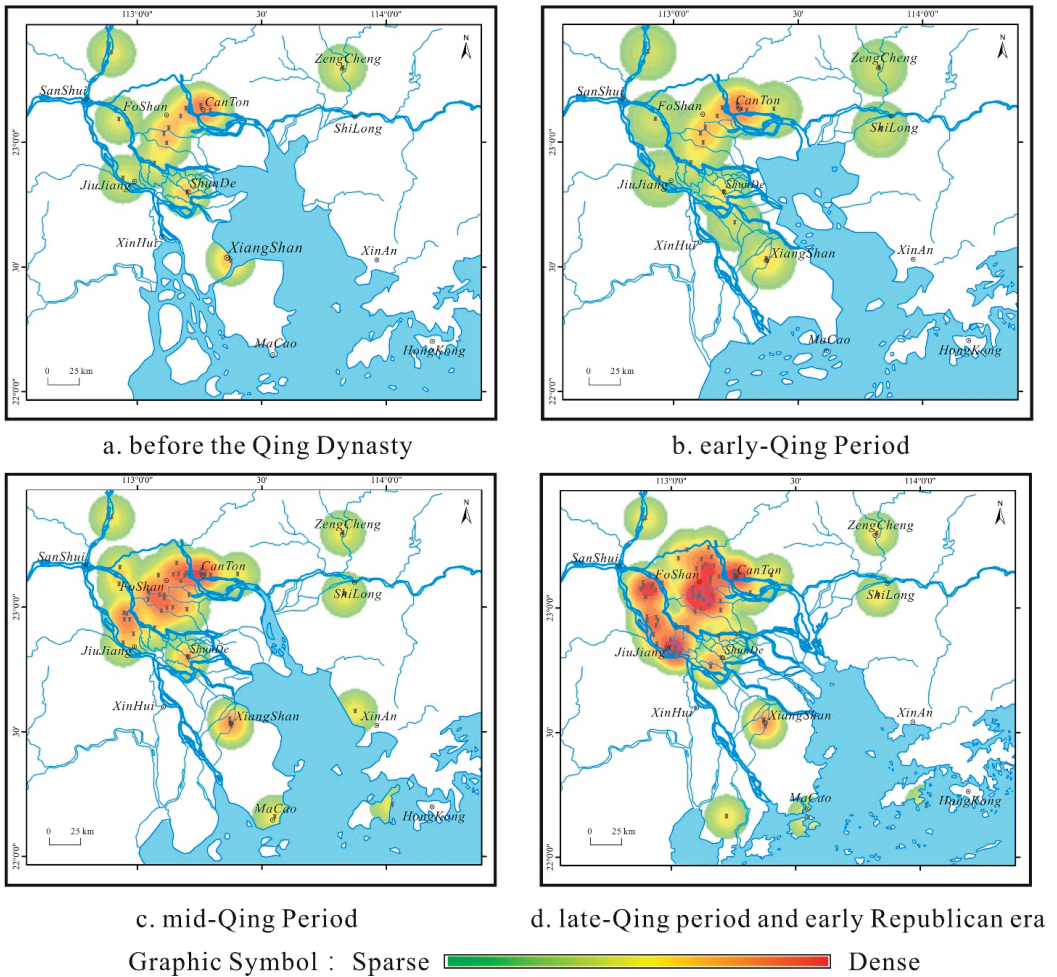 113°0'0"
30'
114°0'0"
N
ZengCheng
SanShui
FoShan
CanTon
ShiLong
23°0'0"
JiuJiang
ShunDe
XinHui
XiangShan
XinAn
30'
MaCao
HongKong
0 25 km
22°0'0"
a. before the Qing Dynasty
113°0'0"
30'
114°0'0"
N
ZengCheng
SanShui
FoShan
CanTon
ShiLong
23°0'0"
JiuJiang
ShunDe
XinHui
XiangShan
XinAn
30'
MaCao
HongKong
0 25 km
22°0'0"
b. early-Qing Period
113°0'0"
30'
114°0'0"
N
ZengCheng
SanShui
FoShan
CanTon
ShiLong
23°0'0"
JiuJiang
ShunDe
XinHui
XiangShan
XinAn
30'
MaCao
HongKong
0 25 km
22°0'0"
c. mid-Qing Period
113°0'0"
30'
114°0'0"
N
ZengCheng
SanShui
FoShan
CanTon
ShiLong
23°0'0"
JiuJiang
ShunDe
XinHui
XiangShan
XinAn
30'
MaCao
HongKong
0 25 km
22°0'0"
d. late-Qing period and early Republican era
Graphic Symbol : Sparse Dense